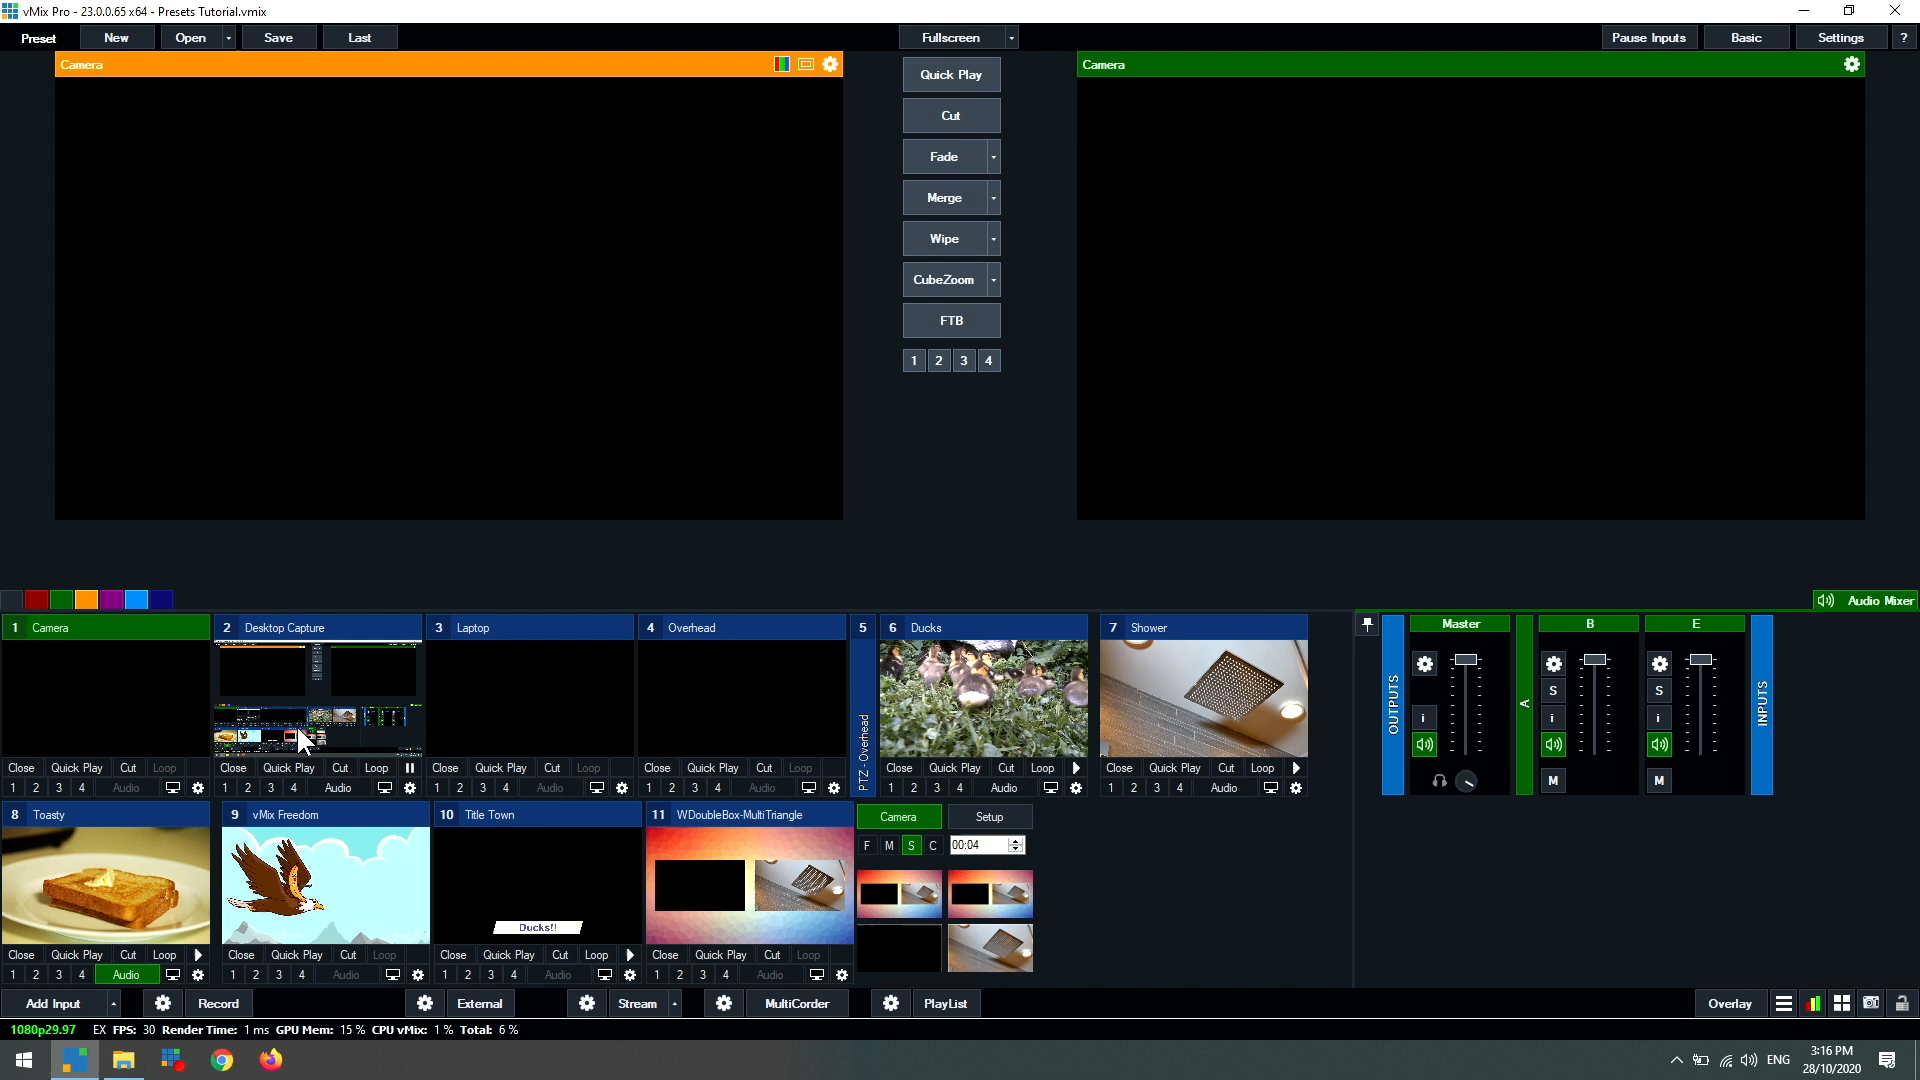 vMix Pro - 23.0.0.65 x64 - Presets Tutorial.vmix
Preset New Open Save Last Fullscreen Pause Inputs Basic Settings ?
Camera Camera
Quick Play
Cut
Fade
Merge
Wipe
CubeZoom
FTB
1 2 3 4
Audio Mixer
1 Camera 2 Desktop Capture 3 Laptop 4 Overhead 5 PTZ - Overhead 6 Ducks 7 Shower
Close Quick Play Cut Loop Close Quick Play Cut Loop Close Quick Play Cut Loop Close Quick Play Cut Loop Close Quick Play Cut Loop Close Quick Play Cut Loop
1 2 3 4 Audio 1 2 3 4 Audio 1 2 3 4 Audio 1 2 3 4 Audio 1 2 3 4 Audio 1 2 3 4 Audio
OUTPUTS Master A B E INPUTS
S S
i i i
M M
8 Toasty 9 vMix Freedom 10 Title Town 11 WDoubleBox-MultiTriangle Camera Setup
F M S C 00:04
Ducks!!
Close Quick Play Cut Loop Close Quick Play Cut Loop Close Quick Play Cut Loop Close Quick Play Cut Loop
1 2 3 4 Audio 1 2 3 4 Audio 1 2 3 4 Audio 1 2 3 4 Audio
Add Input Record External Stream MultiCorder PlayList Overlay
1080p29.97 EX FPS: 30 Render Time: 1 ms GPU Mem: 15 % CPU vMix: 1 % Total: 6 %
ENG 3:16 PM
28/10/2020